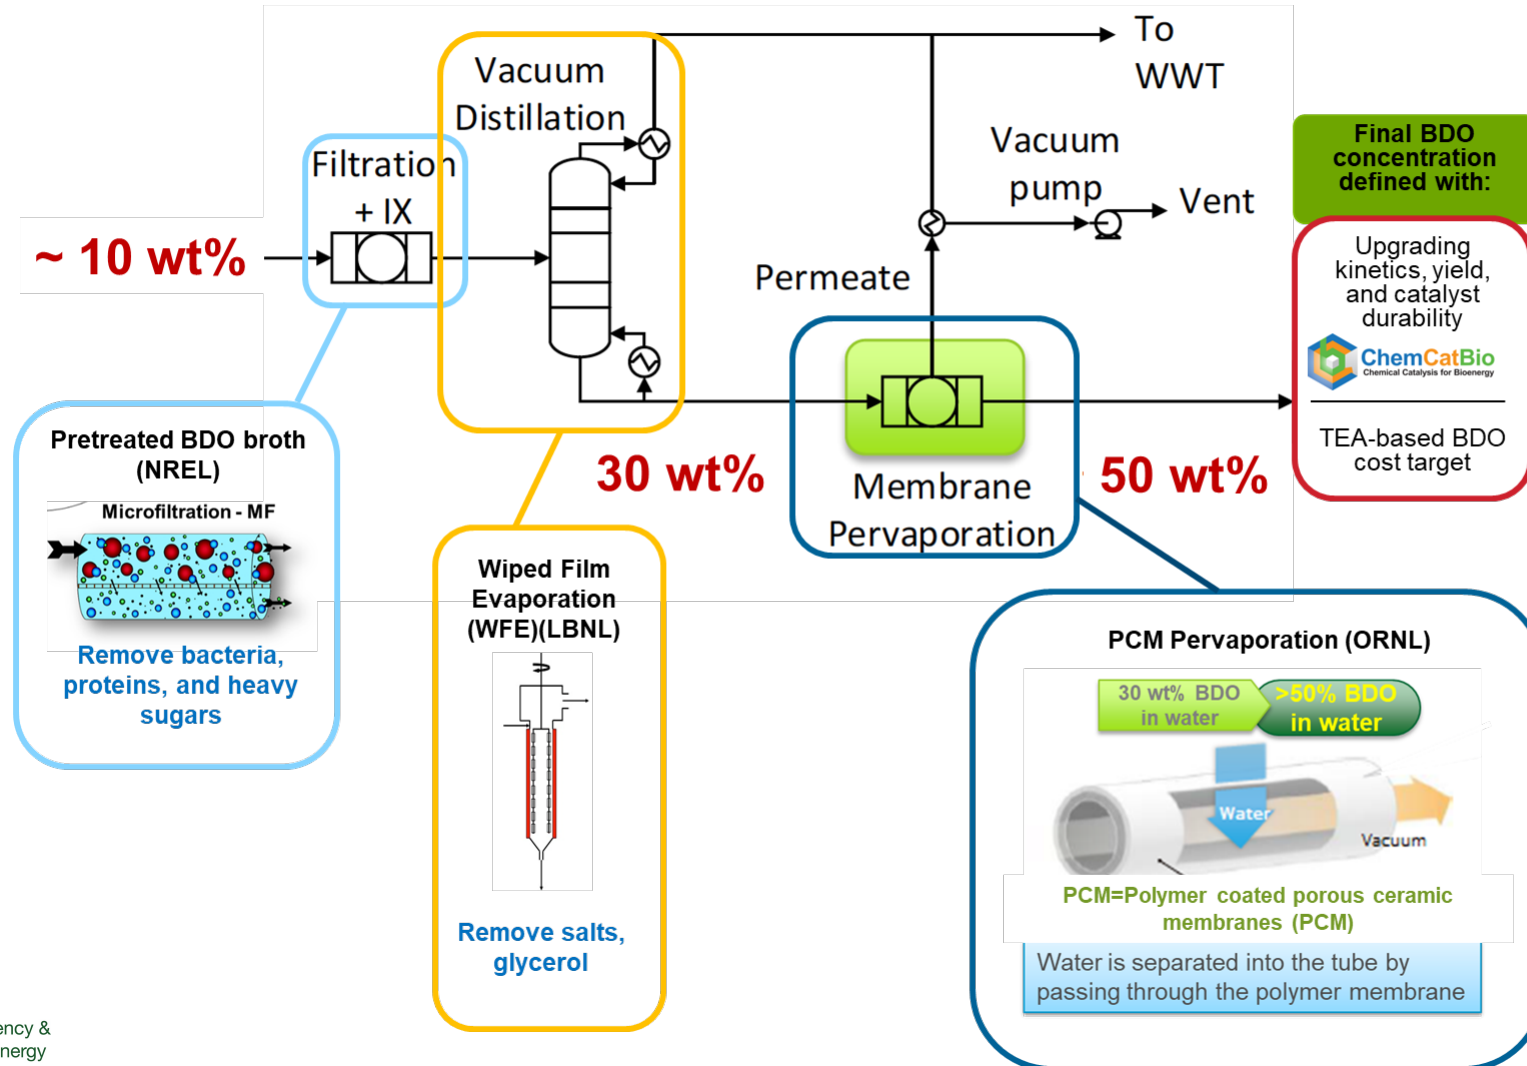 To
WWT
Vacuum
Distillation
Filtration
+ IX
~ 10 wt%
Vacuum
pump
Vent
Permeate
Final BDO
concentration
defined with:
Upgrading
kinetics, yield,
and catalyst
durability
ChemCatBio
Chemical Catalysis for Bioenergy
TEA-based BDO
cost target
30 wt%
Membrane
Pervaporation
50 wt%
Pretreated BDO broth
(NREL)
Microfiltration - MF
Remove bacteria,
proteins, and heavy
sugars
Wiped Film
Evaporation
(WFE)(LBNL)
Remove salts,
glycerol
PCM Pervaporation (ORNL)
30 wt% BDO
in water
>50% BDO
in water
Water
Vacuum
PCM=Polymer coated porous ceramic
membranes (PCM)
Water is separated into the tube by
passing through the polymer membrane
ency &
nergy